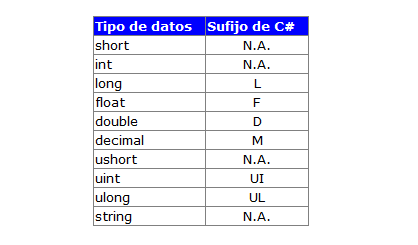 Tipo de datos Sufijo de C#
short N.A.
int N.A.
long L
float F
double D
decimal M
ushort N.A.
uint UI
ulong UL
string N.A.